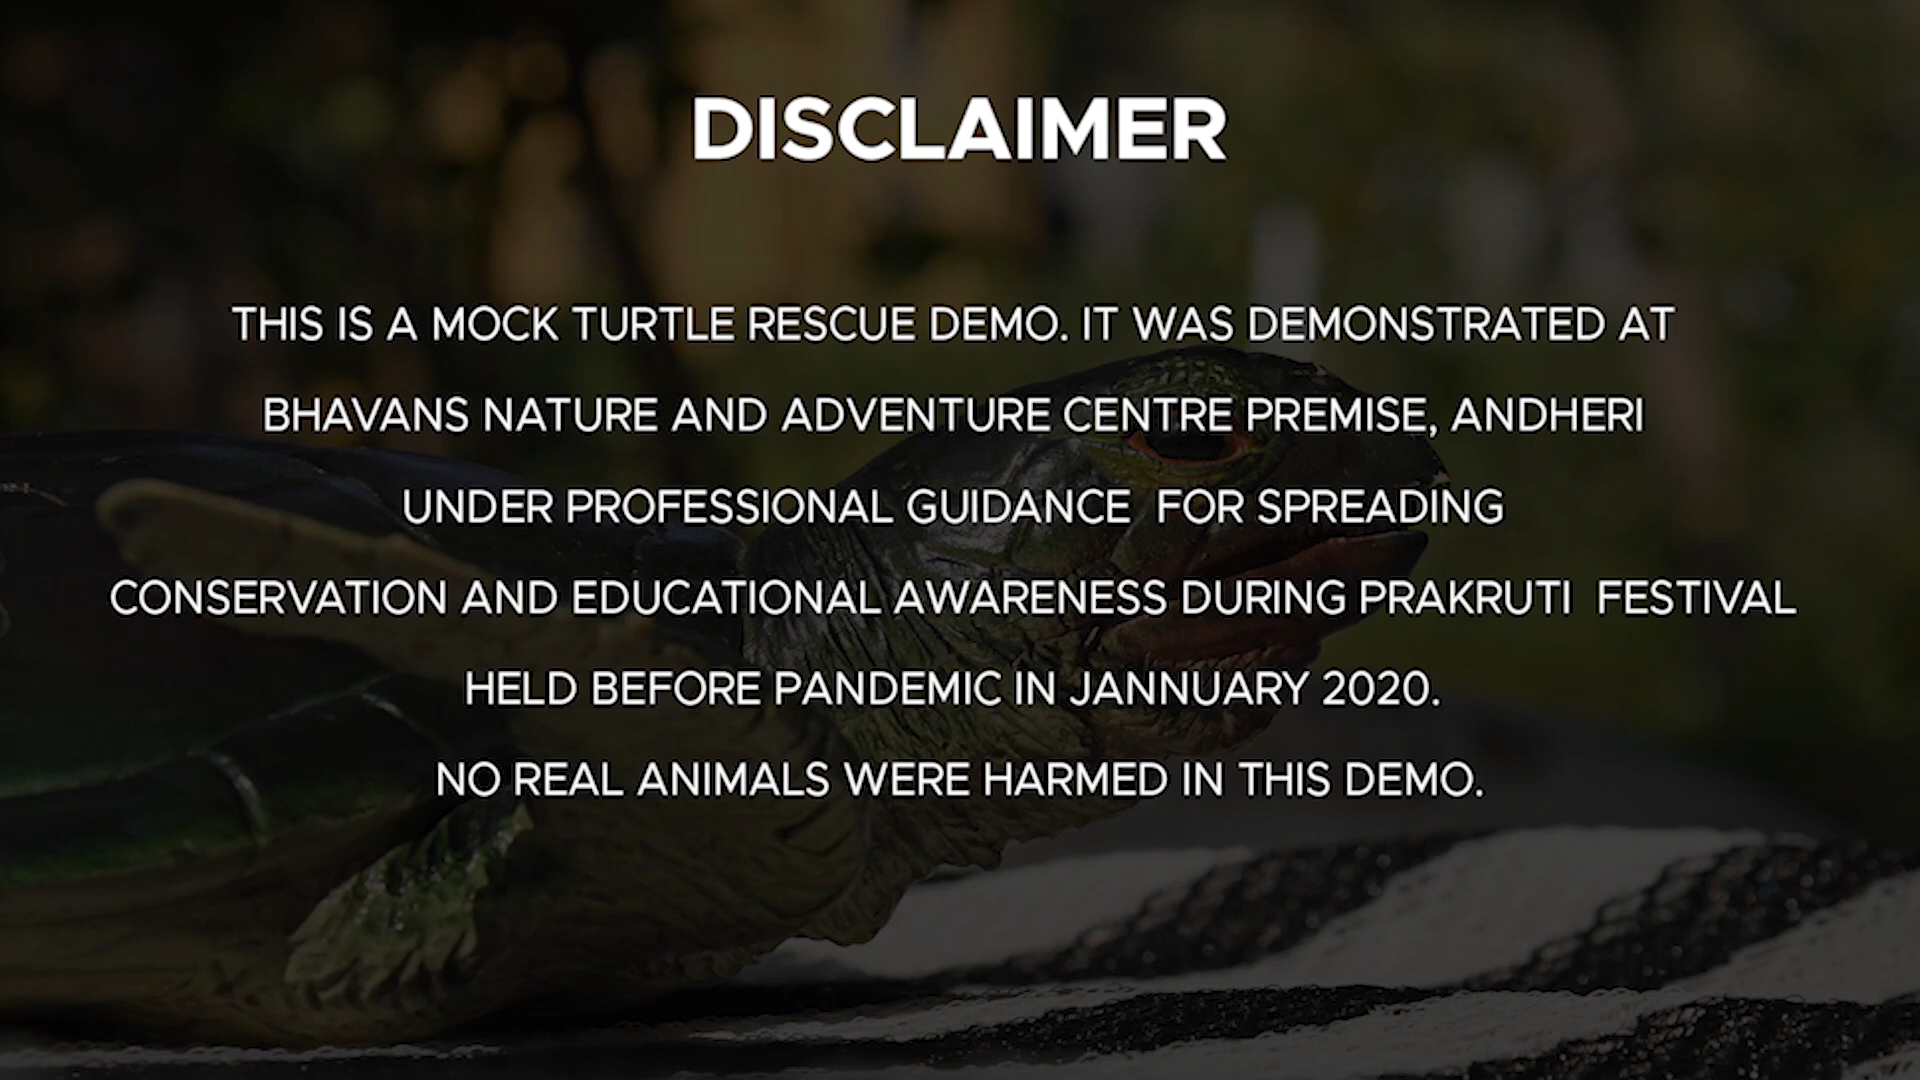 DISCLAIMER
THIS IS A MOCK TURTLE RESCUE DEMO. IT WAS DEMONSTRATED AT
BHAVANS NATURE AND ADVENTURE CENTRE PREMISE, ANDHERI
UNDER PROFESSIONAL GUIDANCE  FOR SPREADING
CONSERVATION AND EDUCATIONAL AWARENESS DURING PRAKRUTI  FESTIVAL
HELD BEFORE PANDEMIC IN JANNUARY 2020.
NO REAL ANIMALS WERE HARMED IN THIS DEMO.